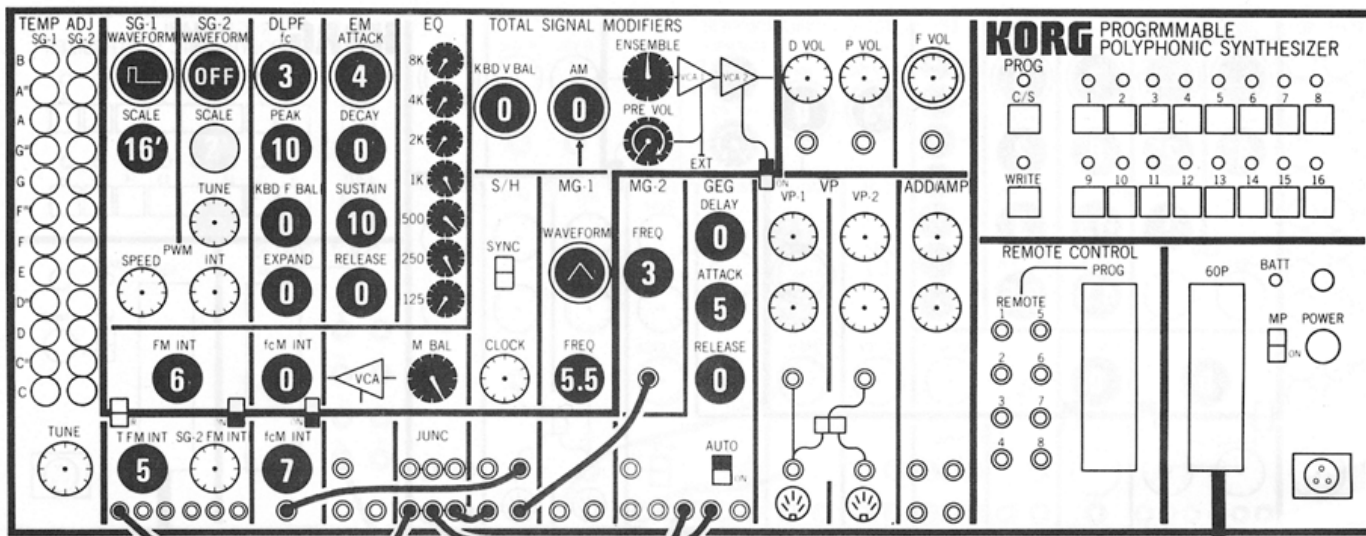 TEMP ADJ
SG-1 SG-2
B
A#
A
G#
G
F#
F
E
D#
D
C#
C
TUNE
SG-1
WAVEFORM
SCALE
16'
SG-2
WAVEFORM
OFF
SCALE
TUNE
PWM
SPEED
INT
FM INT
6
T FM INT
5
SG-2 FM INT
DLPF
fc
3
PEAK
10
KBD F BAL
0
EXPAND
0
fcM INT
0
ON
ON
fcM INT
7
EM
ATTACK
4
DECAY
0
SUSTAIN
10
RELEASE
0
VCA
EQ
8K
4K
2K
1K
500
250
125
M BAL
JUNC
TOTAL SIGNAL MODIFIERS
KBD V BAL
0
AM
0
ENSEMBLE
VCA 1
VCA 2
PRE VOL
EXT
ON
S/H
SYNC
CLOCK
MG-1
WAVEFORM
FREQ
5.5
MG-2
FREQ
3
GEG
DELAY
0
ATTACK
5
RELEASE
0
AUTO
ON
D VOL
P VOL
F VOL
VP
VP-1
VP-2
ADD/AMP
KORG PROGRMMABLE
POLYPHONIC SYNTHESIZER
PROG
C/S
1 2 3 4 5 6 7 8
WRITE
9 10 11 12 13 14 15 16
REMOTE CONTROL
PROG
REMOTE
1 5
2 6
3 7
4 8
60P
BATT
MP
ON
POWER